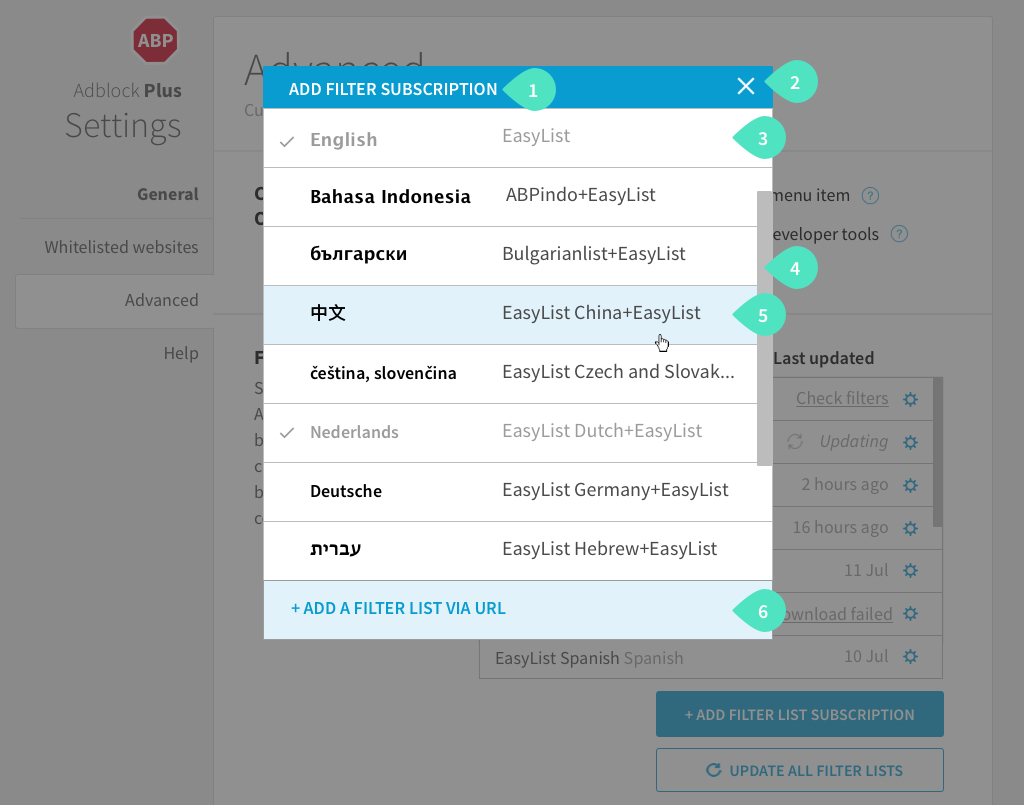 ABP
Adblock Plus
Settings
General
Whitelisted websites
Advanced
Help
Advanced
ADD FILTER SUBSCRIPTION
1
2
English EasyList
3
Bahasa Indonesia ABPindo+EasyList
menu item ?
български Bulgarianlist+EasyList
eveloper tools ?
4
中文 EasyList China+EasyList
5
čeština, slovenčina EasyList Czech and Slovak...
Last updated
Check filters
Nederlands EasyList Dutch+EasyList
Updating
Deutsche EasyList Germany+EasyList
2 hours ago
16 hours ago
עברית EasyList Hebrew+EasyList
11 Jul
+ ADD A FILTER LIST VIA URL
6
ownload failed
EasyList Spanish Spanish 10 Jul
+ ADD FILTER LIST SUBSCRIPTION
UPDATE ALL FILTER LISTS